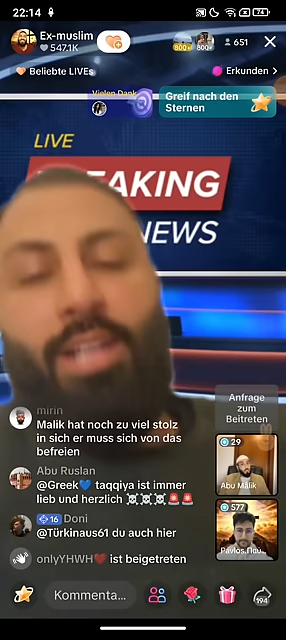 22:14
74
Ex-muslim
547.1K
800+
800+
651
Beliebte LIVEs
Erkunden >
Vielen Dank
Greif nach den
Sternen
LIVE
EAKING
NEWS
mirin
Malik hat noch zu viel stolz
in sich er muss sich von das
befreien
Abu Ruslan
@Greek💙 taqqiya ist immer
lieb und herzlich ☠️☠️☠️🚨🚨
16 Doni
@Türkinaus61 du auch hier
onlyYHWH❤️ ist beigetreten
Anfrage
zum
Beitreten
29
Abu Malik
577
Pavlos
Kommenta...
194